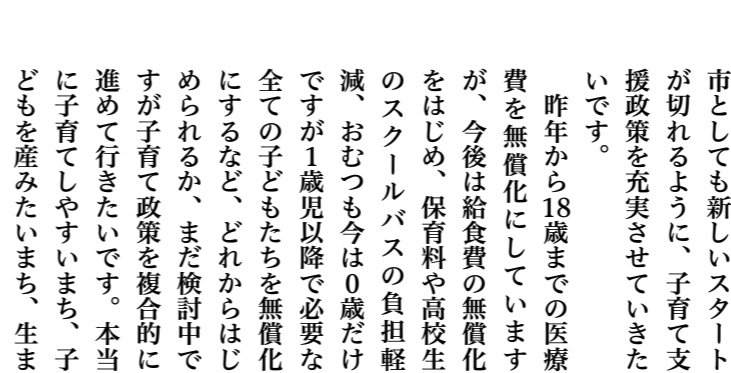 市としても新しいスタート
が切れるように、子育て支
援政策を充実させていきた
いです。
　昨年から18歳までの医療
費を無償化にしています
が、今後は給食費の無償化
をはじめ、保育料や高校生
のスクールバスの負担軽
減、おむつも今は０歳だけ
ですが１歳児以降で必要な
全ての子どもたちを無償化
にするなど、どれからはじ
められるか、まだ検討中で
すが子育て政策を複合的に
進めて行きたいです。本当
に子育てしやすいまち、子
どもを産みたいまち、生ま